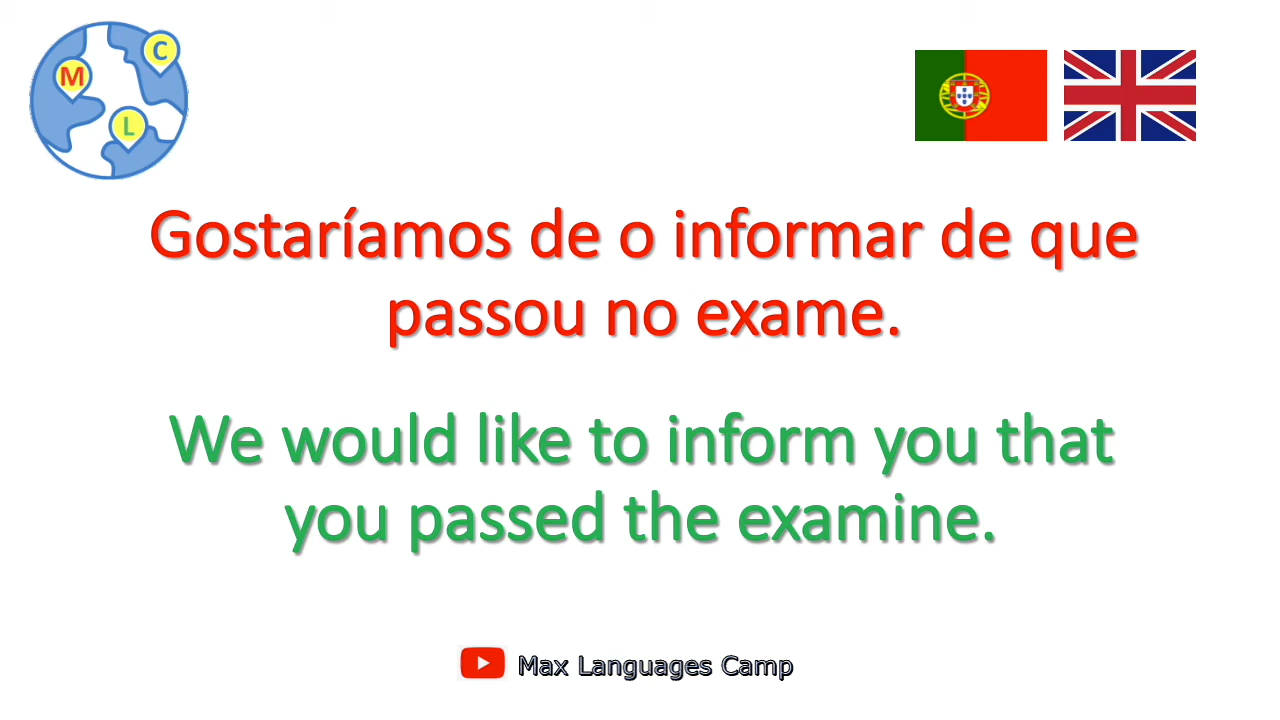 C
M
L
Gostaríamos de o informar de que
passou no exame.
We would like to inform you that
you passed the examine.
Max Languages Camp